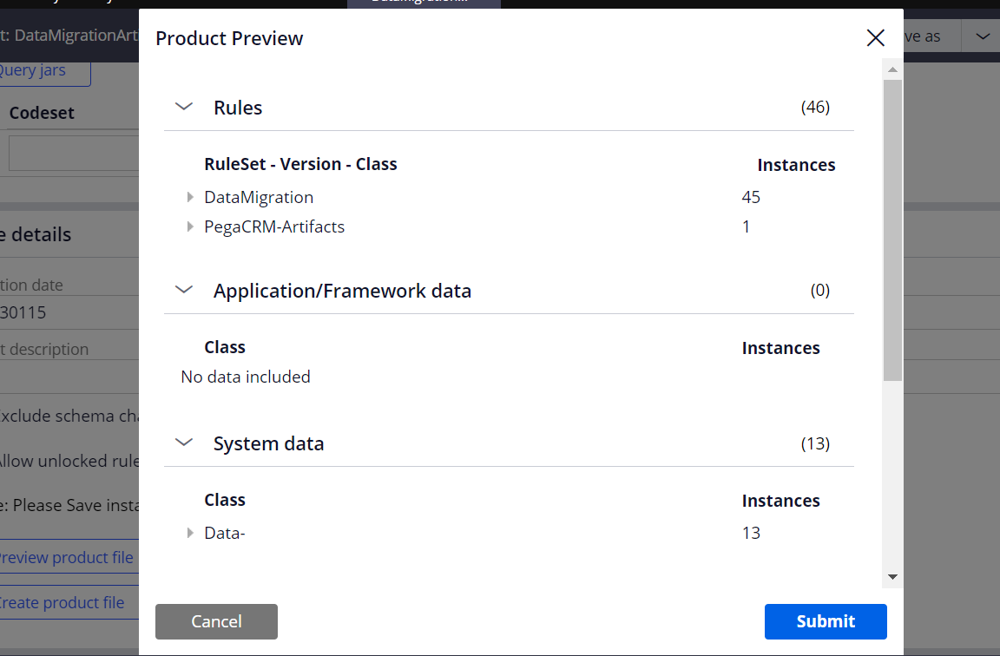 t: DataMigrationArt
Product Preview
ve as
Query jars
Codeset
Rules
(46)
RuleSet - Version - Class
Instances
DataMigration
45
PegaCRM-Artifacts
1
e details
Application/Framework data
(0)
tion date
30115
Class
Instances
t description
No data included
Exclude schema cha
System data
(13)
Allow unlocked rule
Class
Instances
e: Please Save insta
Data-
13
Preview product file
Create product file
Cancel
Submit